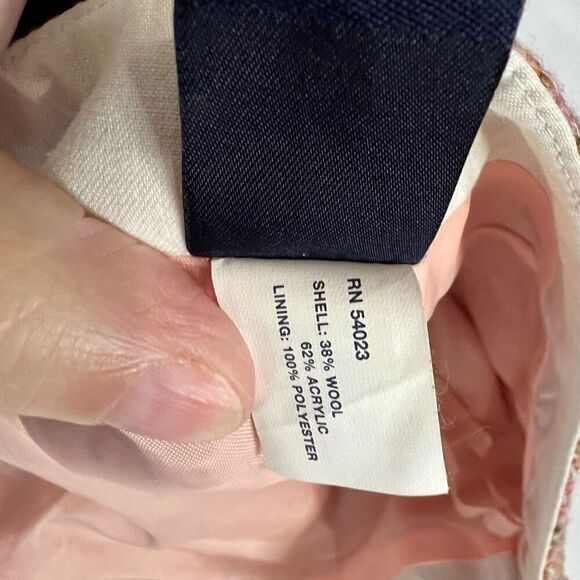 RN 54023
SHELL: 38% WOOL
62% ACRYLIC
LINING: 100% POLYESTER